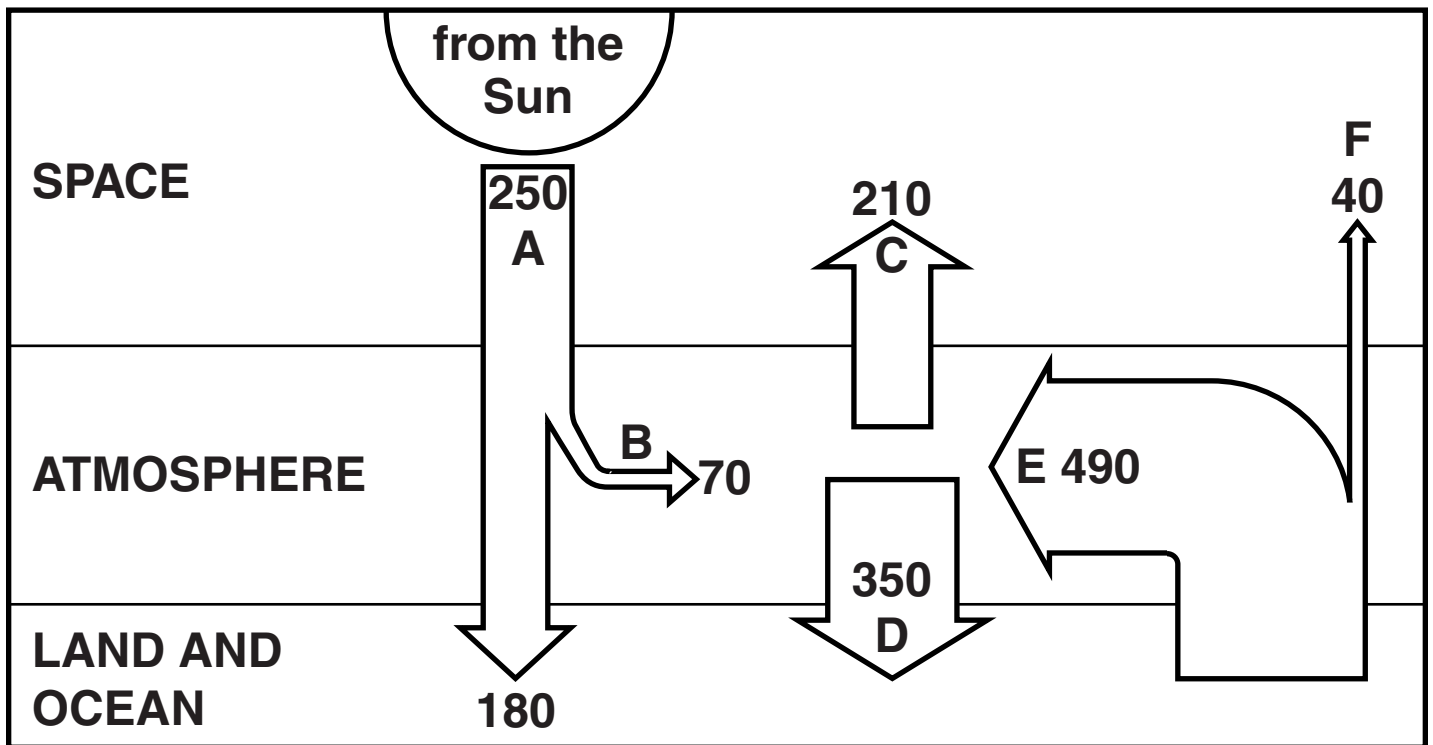 from the
Sun
SPACE
250
A
210
C
F
40
ATMOSPHERE
B
70
E 490
350
D
LAND AND
OCEAN
180